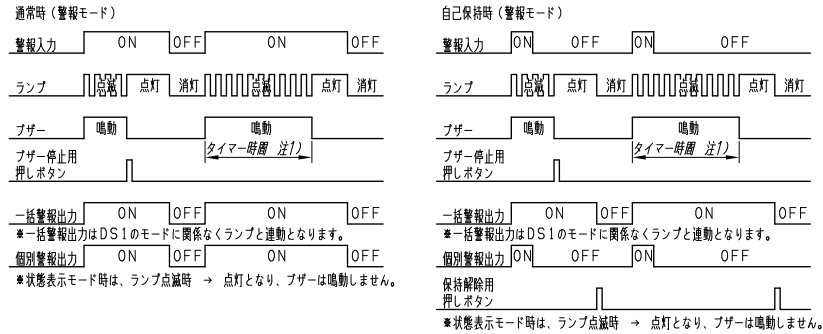 通常時（警報モード）
警報入力 ON OFF ON OFF
ランプ 点滅 点灯 消灯 点滅 点灯 消灯
ブザー 鳴動 鳴動
タイマー時間 注1)
ブザー停止用
押しボタン
一括警報出力 ON OFF ON OFF
※一括警報出力はDS1のモードに関係なくランプと連動となります。
個別警報出力 ON OFF ON OFF
※状態表示モード時は、ランプ点滅時 → 点灯となり、ブザーは鳴動しません。
自己保持時（警報モード）
警報入力 ON OFF ON OFF
ランプ 点滅 点灯 消灯 点滅 点灯 消灯
ブザー 鳴動 鳴動
タイマー時間 注1)
ブザー停止用
押しボタン
一括警報出力 ON OFF ON OFF
※一括警報出力はDS1のモードに関係なくランプと連動となります。
個別警報出力 ON OFF ON OFF
保持解除用
押しボタン
※状態表示モード時は、ランプ点滅時 → 点灯となり、ブザーは鳴動しません。